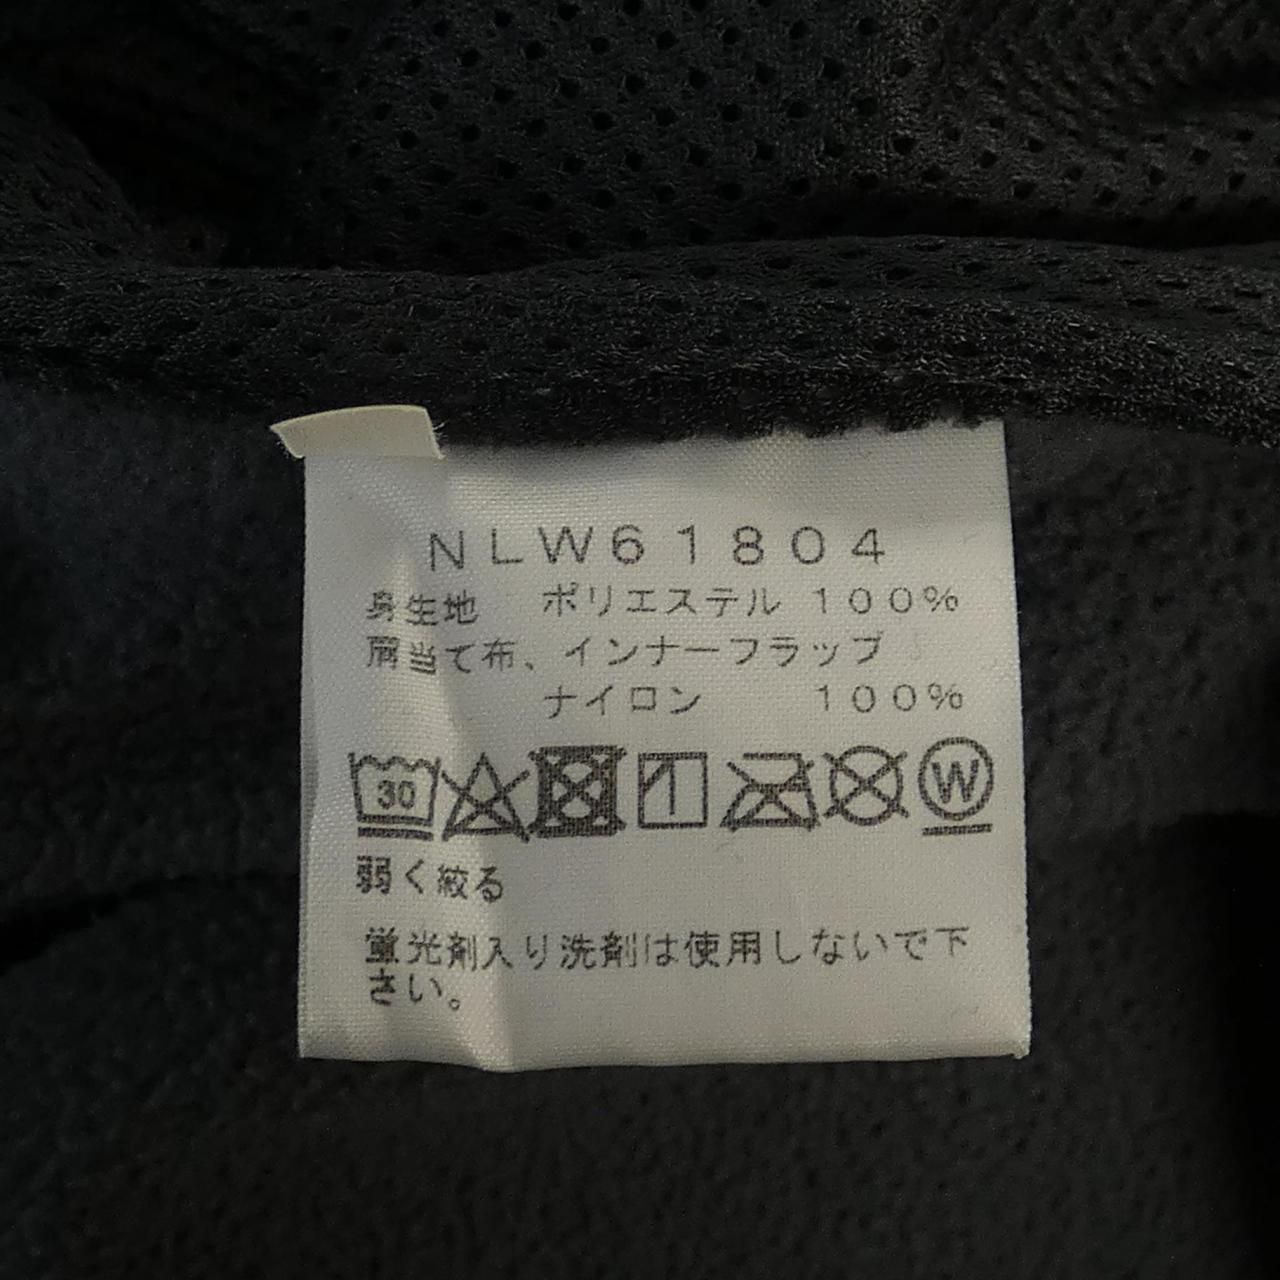 NLW61804
身生地 ポリエステル 100%
肩当て布、インナーフラップ
ナイロン 100%
30 W
弱く絞る
蛍光剤入り洗剤は使用しないで下
さい。